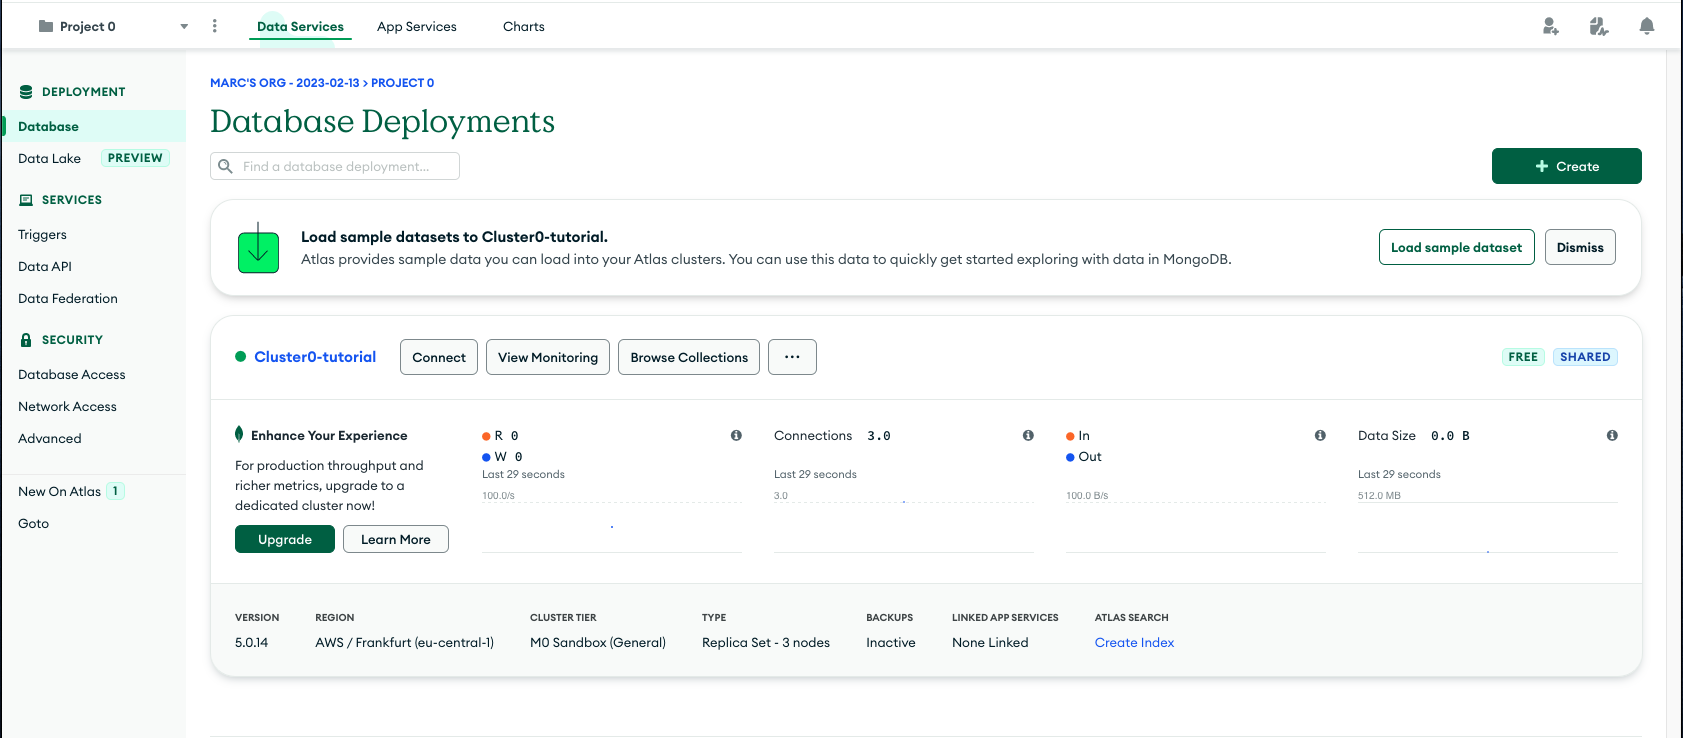 Project 0
Data Services
App Services
Charts
DEPLOYMENT
Database
Data Lake PREVIEW
SERVICES
Triggers
Data API
Data Federation
SECURITY
Database Access
Network Access
Advanced
New On Atlas 1
Goto
MARC'S ORG - 2023-02-13 > PROJECT 0
Database Deployments
Find a database deployment...
+ Create
Load sample datasets to Cluster0-tutorial.
Atlas provides sample data you can load into your Atlas clusters. You can use this data to quickly get started exploring with data in MongoDB.
Load sample dataset
Dismiss
Cluster0-tutorial
Connect
View Monitoring
Browse Collections
...
FREE
SHARED
Enhance Your Experience
For production throughput and
richer metrics, upgrade to a
dedicated cluster now!
Upgrade
Learn More
R 0
W 0
Last 29 seconds
100.0/s
Connections 3.0
Last 29 seconds
3.0
In
Out
100.0 B/s
Data Size 0.0 B
Last 29 seconds
512.0 MB
VERSION
5.0.14
REGION
AWS / Frankfurt (eu-central-1)
CLUSTER TIER
M0 Sandbox (General)
TYPE
Replica Set - 3 nodes
BACKUPS
Inactive
LINKED APP SERVICES
None Linked
ATLAS SEARCH
Create Index